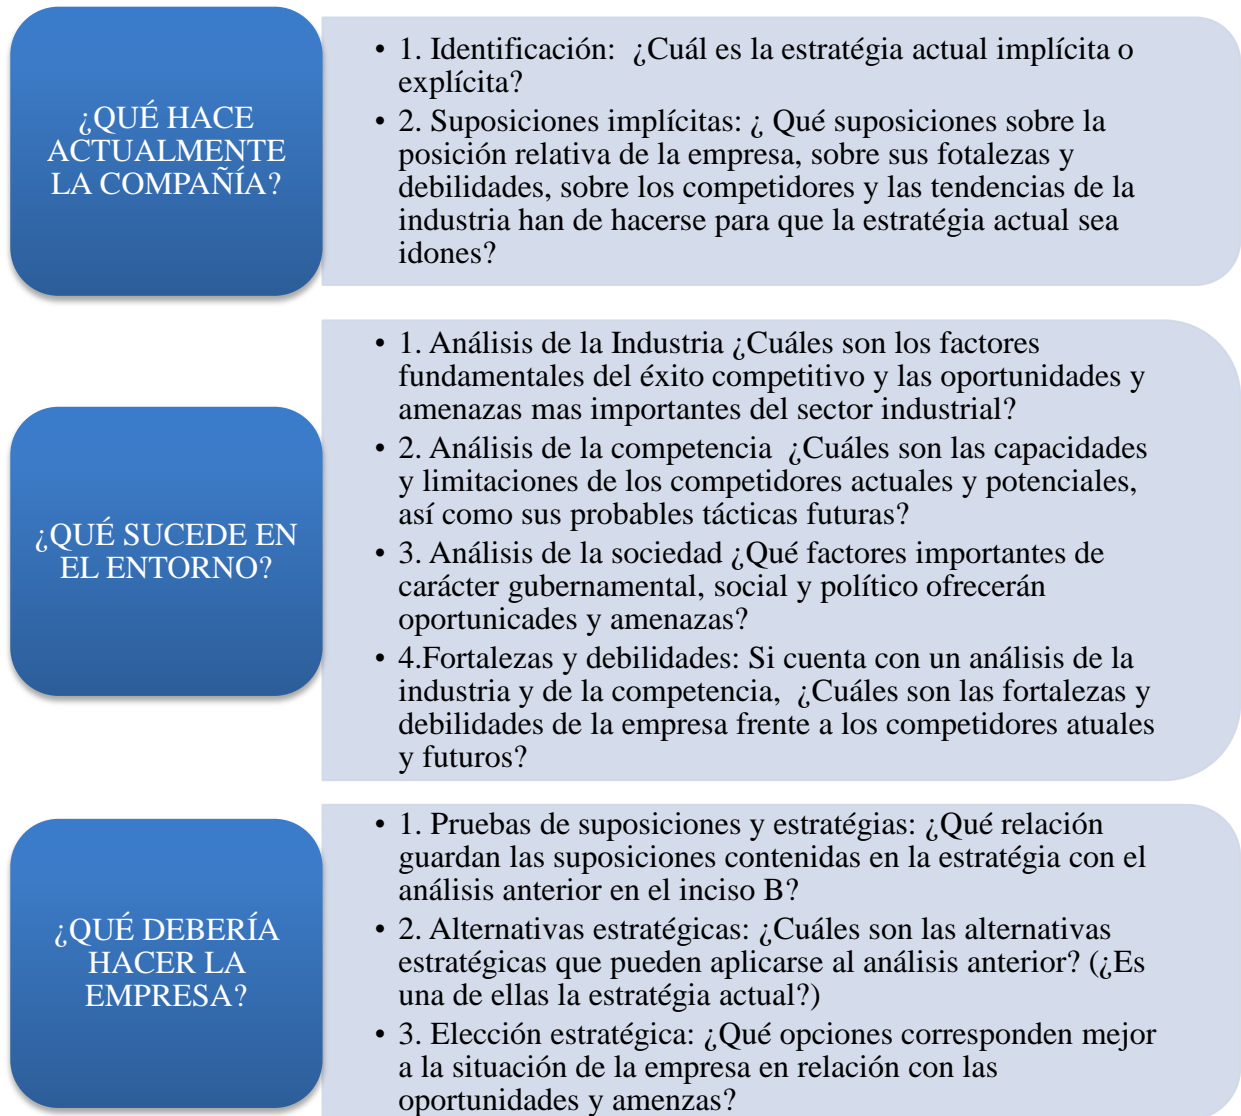 ¿QUÉ HACE
ACTUALMENTE
LA COMPAÑÍA?
• 1. Identificación:  ¿Cuál es la estratégia actual implícita o
explícita?
• 2. Suposiciones implícitas: ¿ Qué suposiciones sobre la
posición relativa de la empresa, sobre sus fotalezas y
debilidades, sobre los competidores y las tendencias de la
industria han de hacerse para que la estratégia actual sea
idones?
¿QUÉ SUCEDE EN
EL ENTORNO?
• 1. Análisis de la Industria ¿Cuáles son los factores
fundamentales del éxito competitivo y las oportunidades y
amenazas mas importantes del sector industrial?
• 2. Análisis de la competencia  ¿Cuáles son las capacidades
y limitaciones de los competidores actuales y potenciales,
así como sus probables tácticas futuras?
• 3. Análisis de la sociedad ¿Qué factores importantes de
carácter gubernamental, social y político ofrecerán
oportunicades y amenazas?
• 4.Fortalezas y debilidades: Si cuenta con un análisis de la
industria y de la competencia,  ¿Cuáles son las fortalezas y
debilidades de la empresa frente a los competidores atuales
y futuros?
¿QUÉ DEBERÍA
HACER LA
EMPRESA?
• 1. Pruebas de suposiciones y estratégias: ¿Qué relación
guardan las suposiciones contenidas en la estratégia con el
análisis anterior en el inciso B?
• 2. Alternativas estratégicas: ¿Cuáles son las alternativas
estratégicas que pueden aplicarse al análisis anterior? (¿Es
una de ellas la estratégia actual?)
• 3. Elección estratégica: ¿Qué opciones corresponden mejor
a la situación de la empresa en relación con las
oportunidades y amenzas?